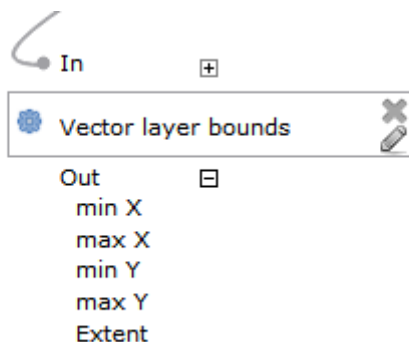 In
Vector layer bounds
Out
min X
max X
min Y
max Y
Extent